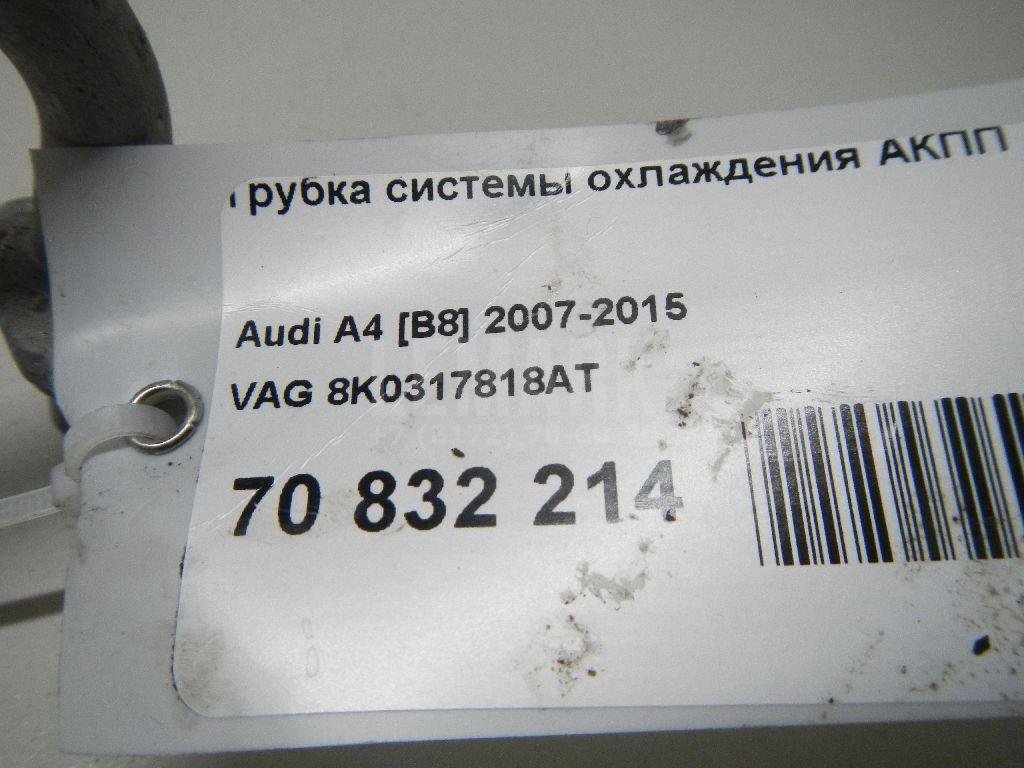 Трубка системы охлаждения АКПП
Audi A4 [B8] 2007-2015
VAG 8K0317818AT
70 832 214